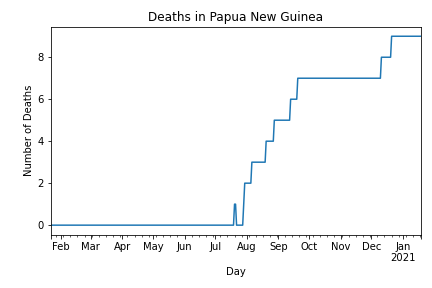 Deaths in Papua New Guinea
Number of Deaths
8
6
4
2
0
Feb Mar Apr May Jun Jul Aug Sep Oct Nov Dec Jan
2021
Day